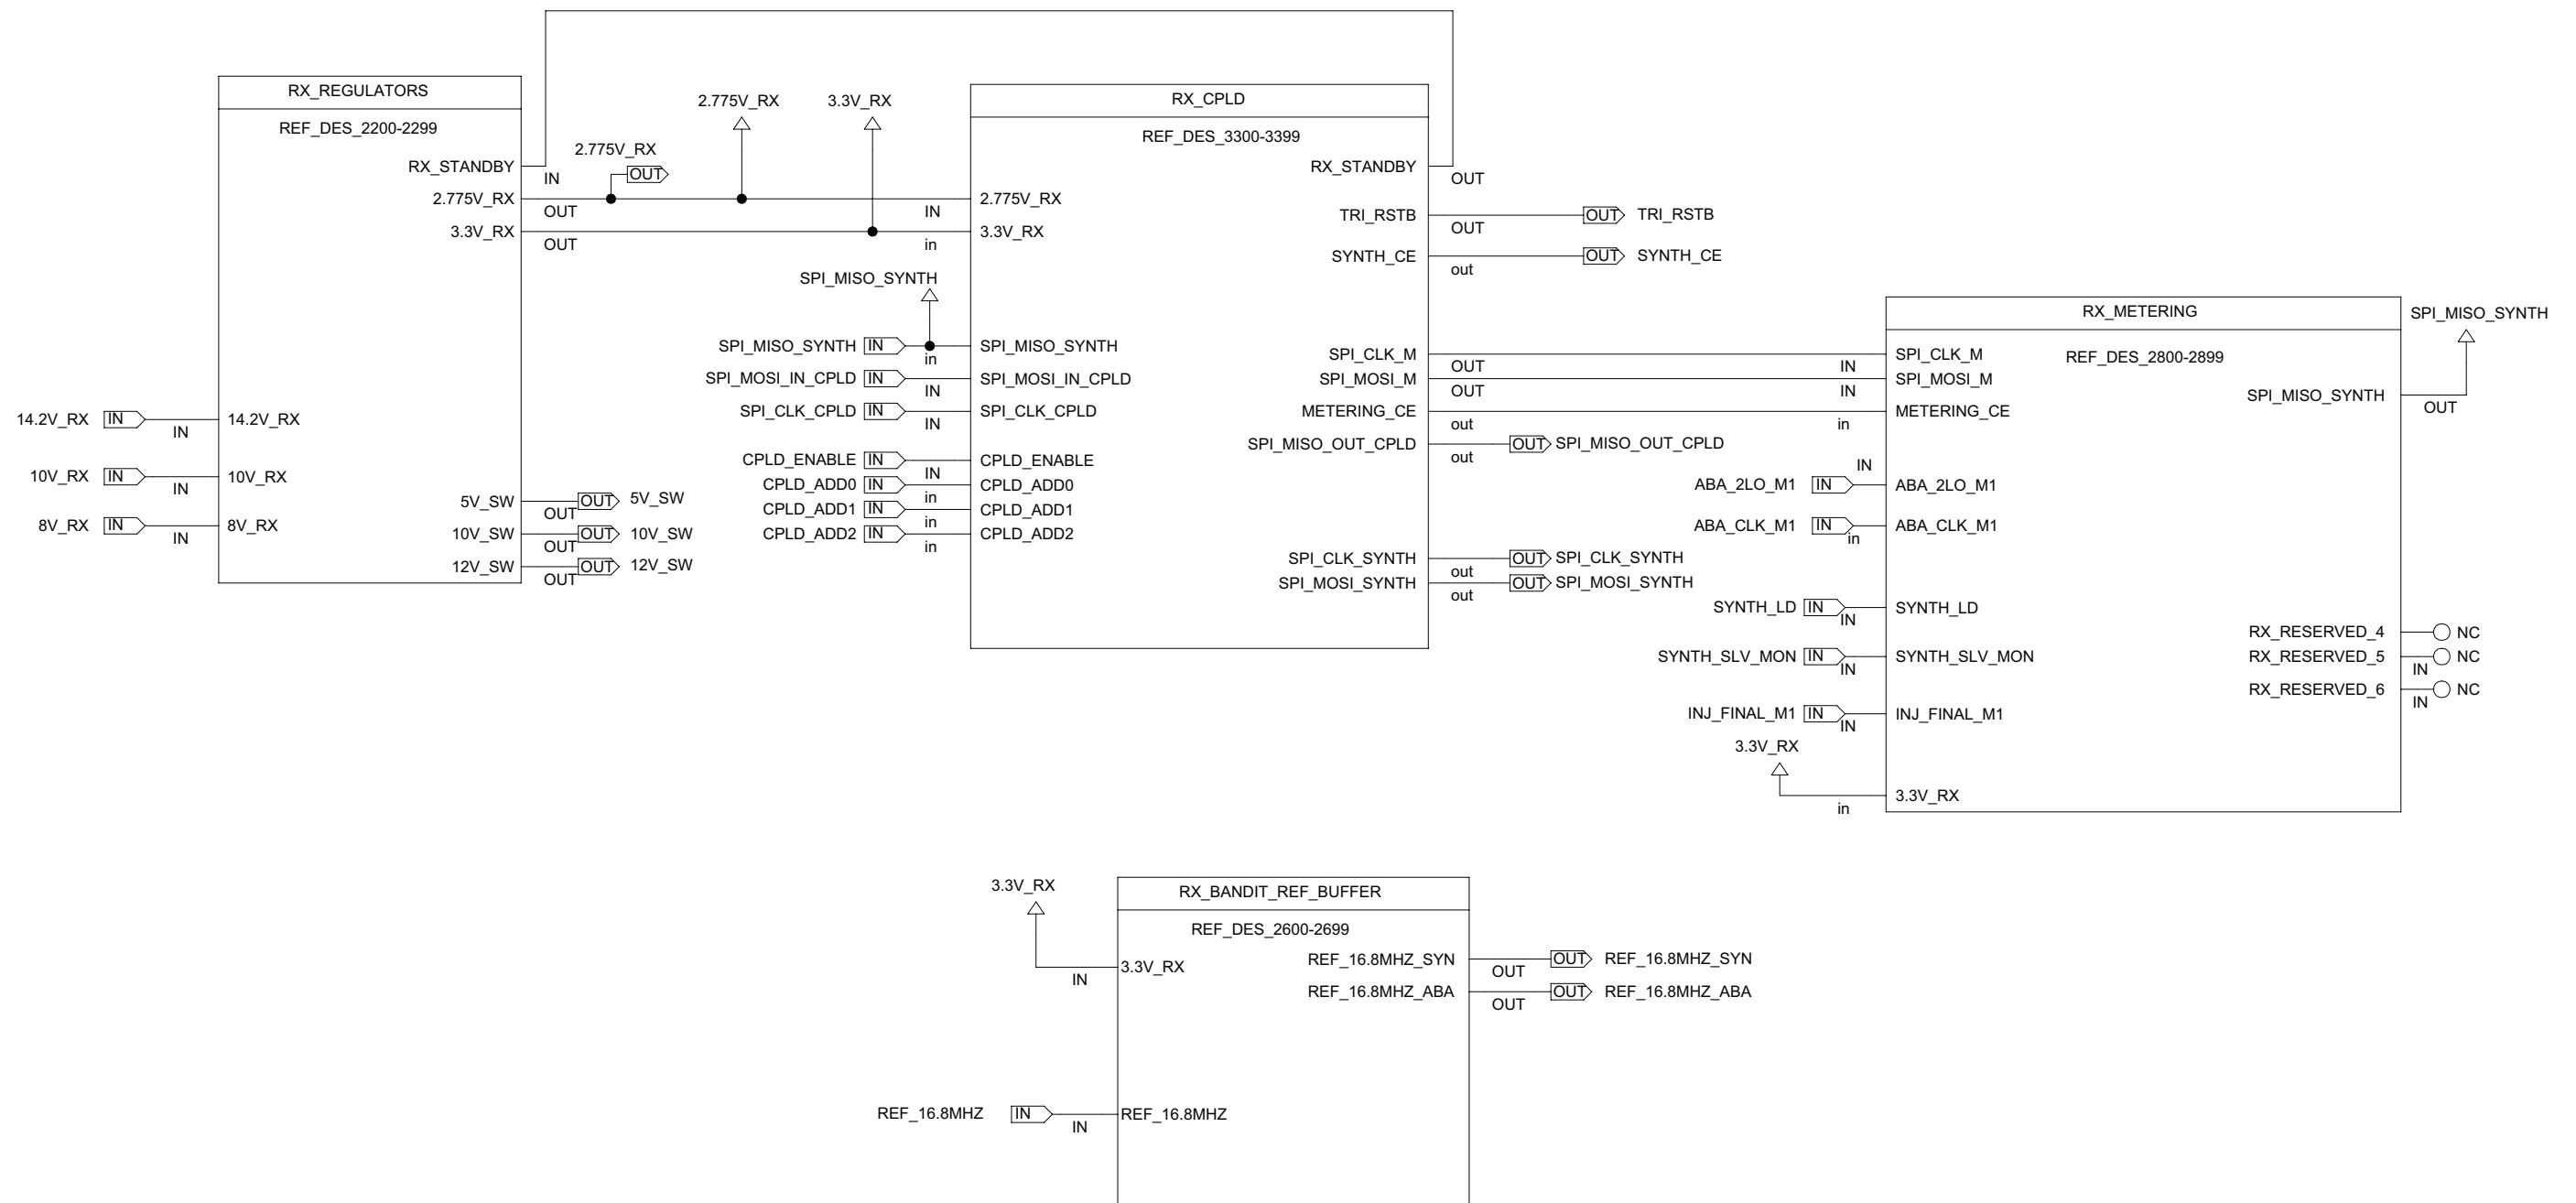 RX_REGULATORS
REF_DES_2200-2299
RX_STANDBY
IN
2.775V_RX
OUT
3.3V_RX
OUT
14.2V_RX IN
IN
14.2V_RX
10V_RX IN
IN
10V_RX
8V_RX IN
IN
8V_RX
5V_SW
OUT
OUT 5V_SW
10V_SW
OUT
OUT 10V_SW
12V_SW
OUT
OUT 12V_SW
2.775V_RX
OUT
2.775V_RX
3.3V_RX
RX_CPLD
REF_DES_3300-3399
IN
2.775V_RX
in
3.3V_RX
SPI_MISO_SYNTH
SPI_MISO_SYNTH IN
in
SPI_MISO_SYNTH
SPI_MOSI_IN_CPLD IN
IN
SPI_MOSI_IN_CPLD
SPI_CLK_CPLD IN
IN
SPI_CLK_CPLD
CPLD_ENABLE IN
IN
CPLD_ENABLE
CPLD_ADD0 IN
in
CPLD_ADD0
CPLD_ADD1 IN
in
CPLD_ADD1
CPLD_ADD2 IN
in
CPLD_ADD2
RX_STANDBY
OUT
TRI_RSTB
OUT
OUT TRI_RSTB
SYNTH_CE
out
OUT SYNTH_CE
SPI_CLK_M
OUT
SPI_MOSI_M
OUT
METERING_CE
out
SPI_MISO_OUT_CPLD
out
OUT SPI_MISO_OUT_CPLD
SPI_CLK_SYNTH
out
OUT SPI_CLK_SYNTH
SPI_MOSI_SYNTH
out
OUT SPI_MOSI_SYNTH
RX_METERING
REF_DES_2800-2899
IN
SPI_CLK_M
IN
SPI_MOSI_M
in
METERING_CE
IN
ABA_2LO_M1 IN
ABA_2LO_M1
ABA_CLK_M1 IN
in
ABA_CLK_M1
SYNTH_LD IN
IN
SYNTH_LD
SYNTH_SLV_MON IN
IN
SYNTH_SLV_MON
INJ_FINAL_M1 IN
IN
INJ_FINAL_M1
3.3V_RX
in
3.3V_RX
SPI_MISO_SYNTH
SPI_MISO_SYNTH
OUT
RX_RESERVED_4
NC
RX_RESERVED_5
IN
NC
RX_RESERVED_6
IN
NC
3.3V_RX
RX_BANDIT_REF_BUFFER
REF_DES_2600-2699
IN
3.3V_RX
REF_16.8MHZ_SYN
OUT
OUT REF_16.8MHZ_SYN
REF_16.8MHZ_ABA
OUT
OUT REF_16.8MHZ_ABA
REF_16.8MHZ IN
IN
REF_16.8MHZ